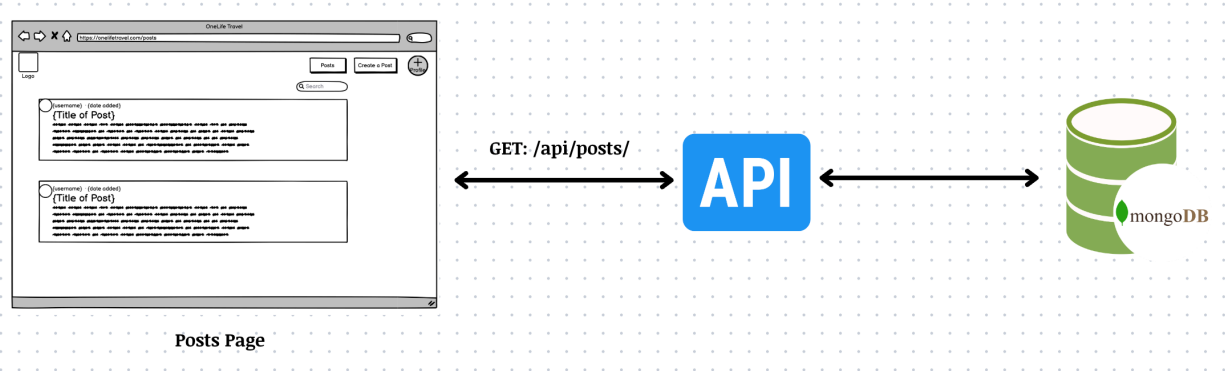 OneLife Travel
https://onelifetravel.com/posts
Logo
Posts
Create a Post
Profile
Search
{username} {date added}
{Title of Post}
{username} {date added}
{Title of Post}
Posts Page
GET: /api/posts/
API
mongoDB